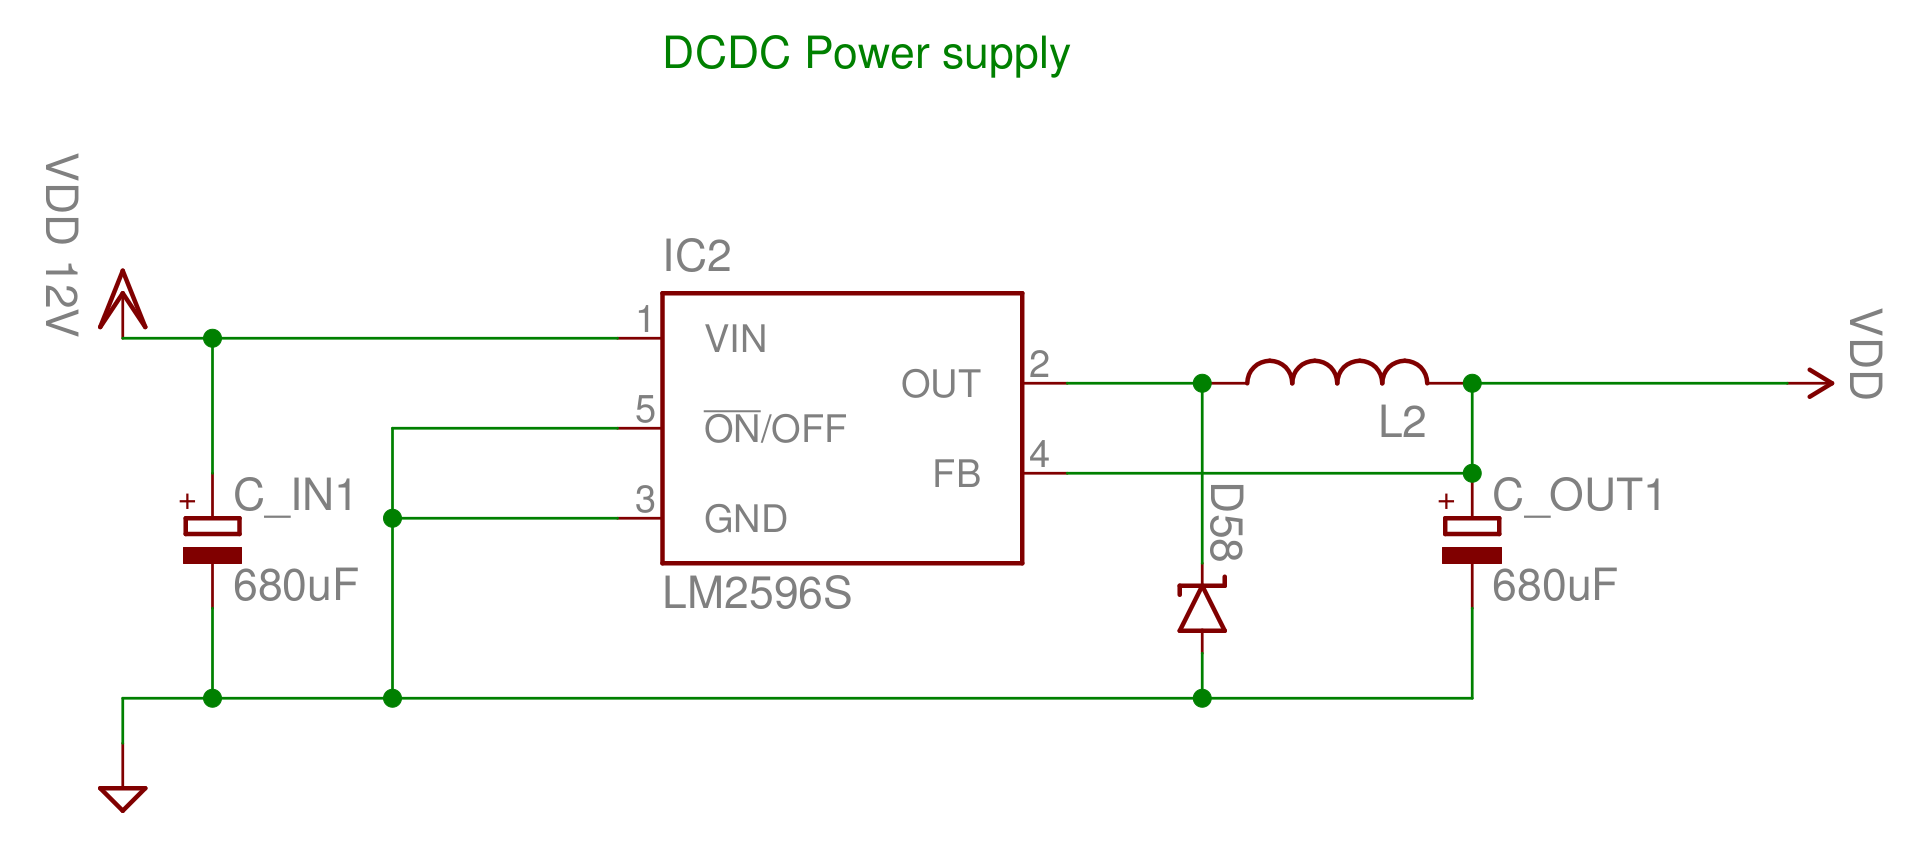 DCDC Power supply
VDD 12V
IC2
1
VIN
5
ON/OFF
3
GND
OUT
2
FB
4
LM2596S
+
C_IN1
680uF
D58
L2
+
C_OUT1
680uF
VDD